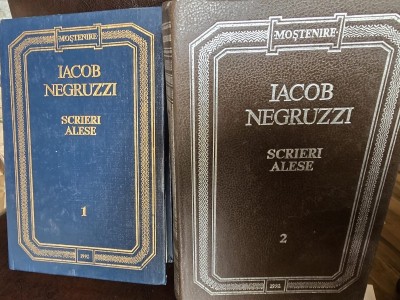 MOȘTENIRE
IACOB
NEGRUZZI
SCRIERI
ALESE
1
MOȘTENIRE
IACOB
NEGRUZZI
SCRIERI
ALESE
2